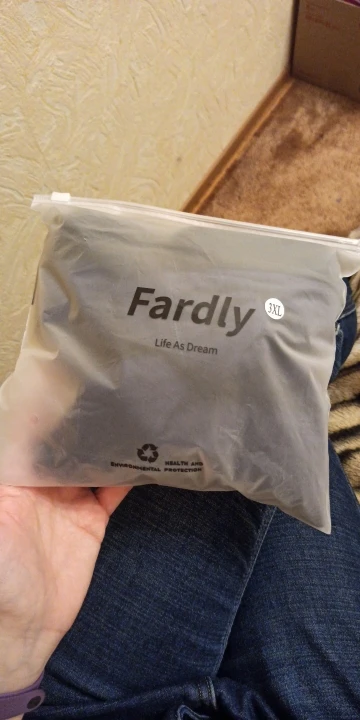 Fardly
3XL
Life As Dream
HEALTH AND
ENVIRONMENTAL PROTECTION